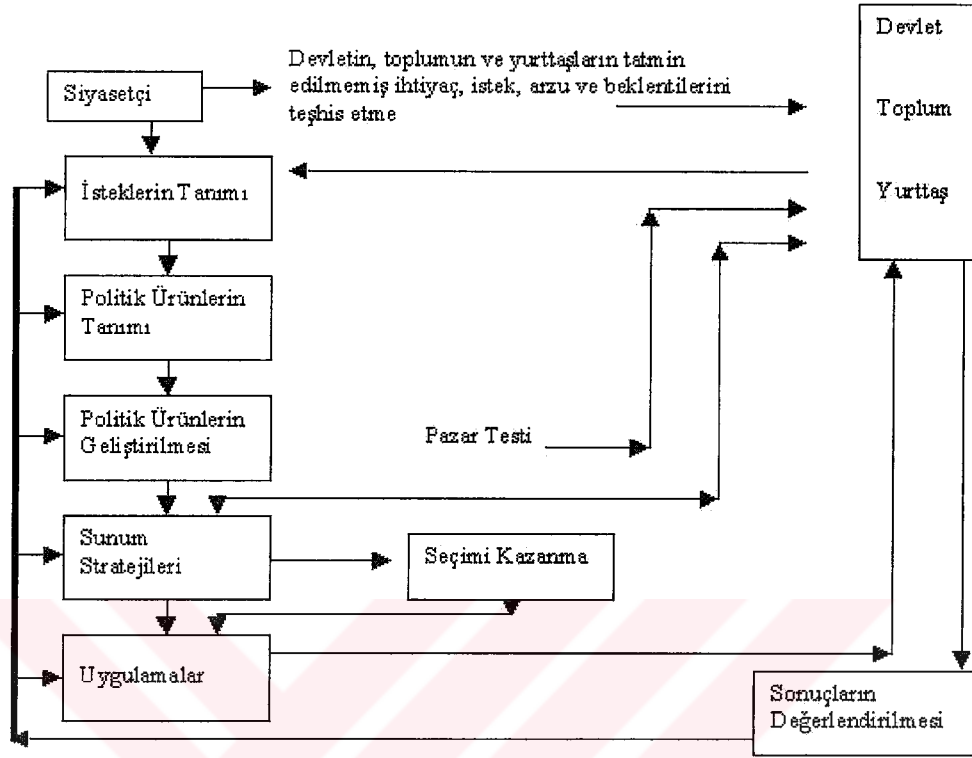 Siyasetçi
Devletin, toplumun ve yurttaşların tatmin
edilmemiş ihtiyaç, istek, arzu ve beklentilerini
teşhis etme
Devlet
Toplum
Yurttaş
İsteklerin Tanımı
Politik Ürünlerin
Tanımı
Politik Ürünlerin
Geliştirilmesi
Pazar Testi
Sunum
Stratejileri
Seçimi Kazanma
Uygulamalar
Sonuçların
Değerlendirilmesi